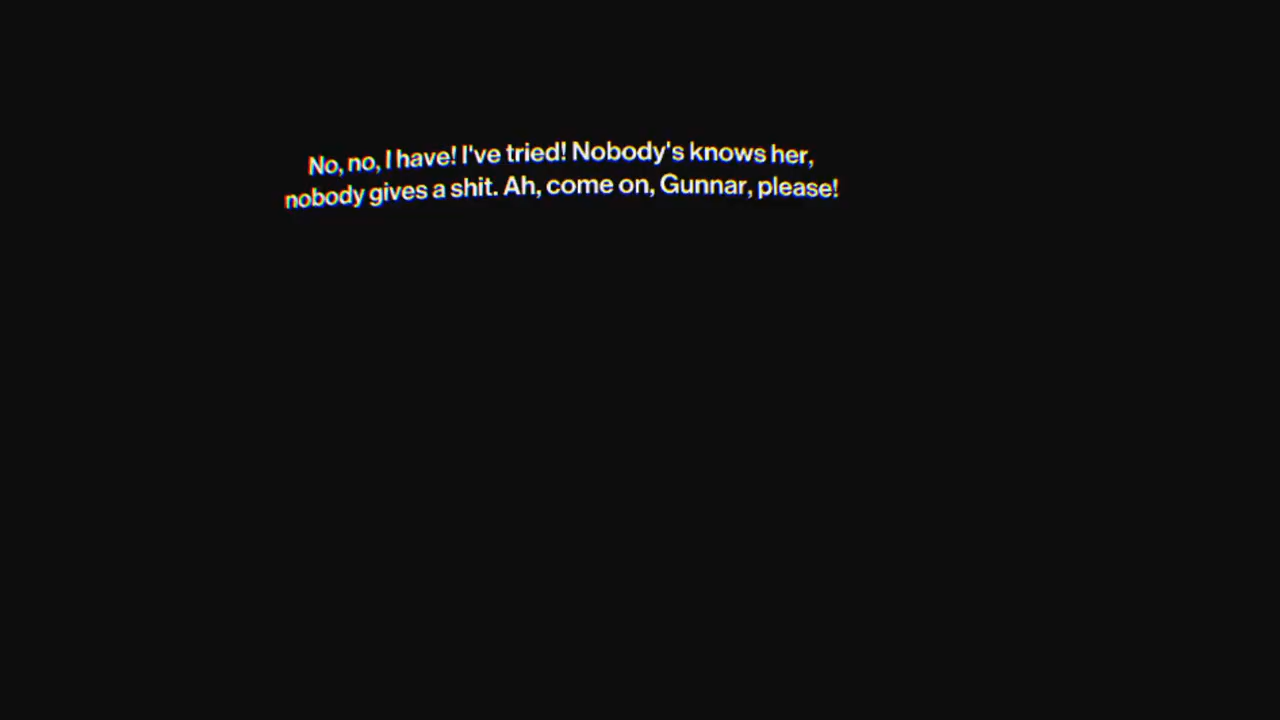 No, no, I have! I've tried! Nobody's knows her,
nobody gives a shit. Ah, come on, Gunnar, please!